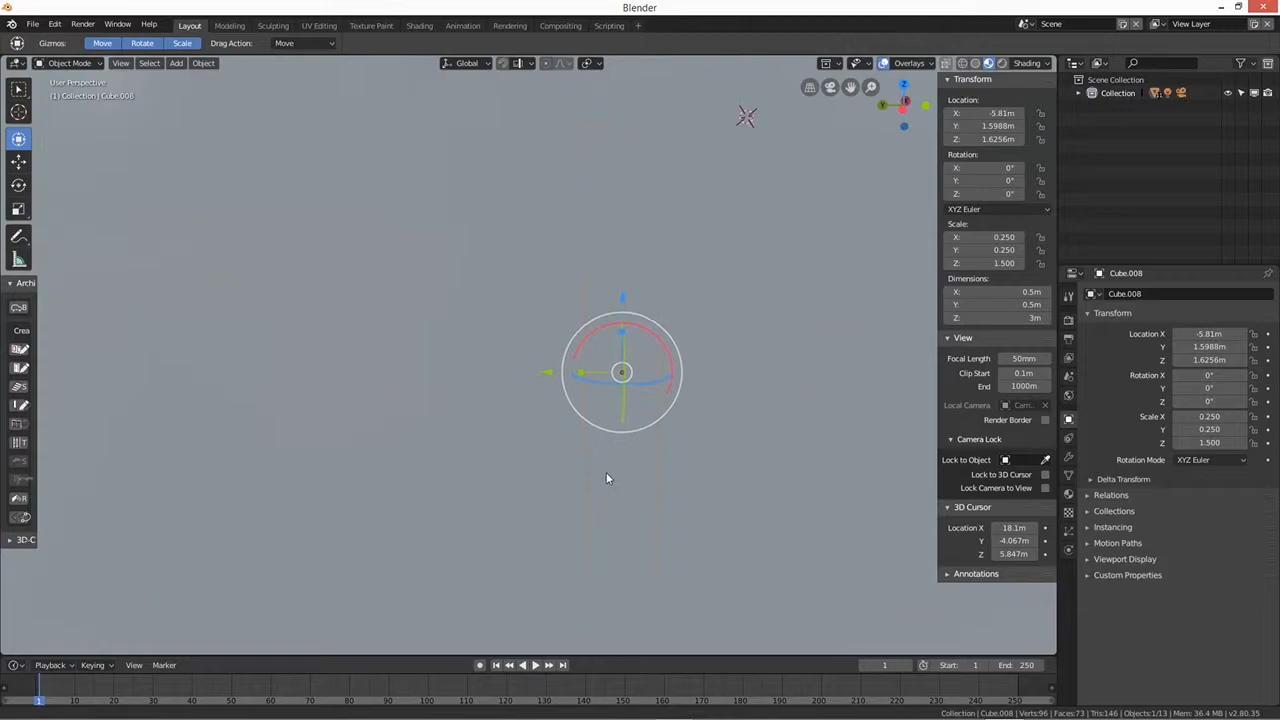 Blender
File Edit Render Window Help Layout Modeling Sculpting UV Editing Texture Paint Shading Animation Rendering Compositing Scripting + Scene View Layer
Gizmos: Move Rotate Scale Drag Action: Move
Object Mode View Select Add Object Global Overlays Shading
User Perspective
(1) Collection | Cube.008
Z
Y
Archi
Crea
3D-C
Transform
Location:
X: -5.81m
Y: 1.5988m
Z: 1.6256m
Rotation:
X: 0°
Y: 0°
Z: 0°
XYZ Euler
Scale:
X: 0.250
Y: 0.250
Z: 1.500
Dimensions:
X: 0.5m
Y: 0.5m
Z: 3m
View
Focal Length 50mm
Clip Start 0.1m
End 1000m
Local Camera Cam...
Render Border
Camera Lock
Lock to Object
Lock to 3D Cursor
Lock Camera to View
3D Cursor
Location X 18.1m
Y -4.067m
Z 5.847m
Annotations
Scene Collection
Collection
Cube.008
Cube.008
Transform
Location X -5.81m
Y 1.5988m
Z 1.6256m
Rotation X 0°
Y 0°
Z 0°
Scale X 0.250
Y 0.250
Z 1.500
Rotation Mode XYZ Euler
Delta Transform
Relations
Collections
Instancing
Motion Paths
Viewport Display
Custom Properties
Playback Keying View Marker 1 Start: 1 End: 250
1 10 20 30 40 50 60 70 80 90 100 110 120 130 140 150 160 170 180 190 200 210 220 230 240 250
Collection | Cube.008 | Verts:96 | Faces:73 | Tris:146 | Objects:1/13 | Mem: 36.4 MB | v2.80.35